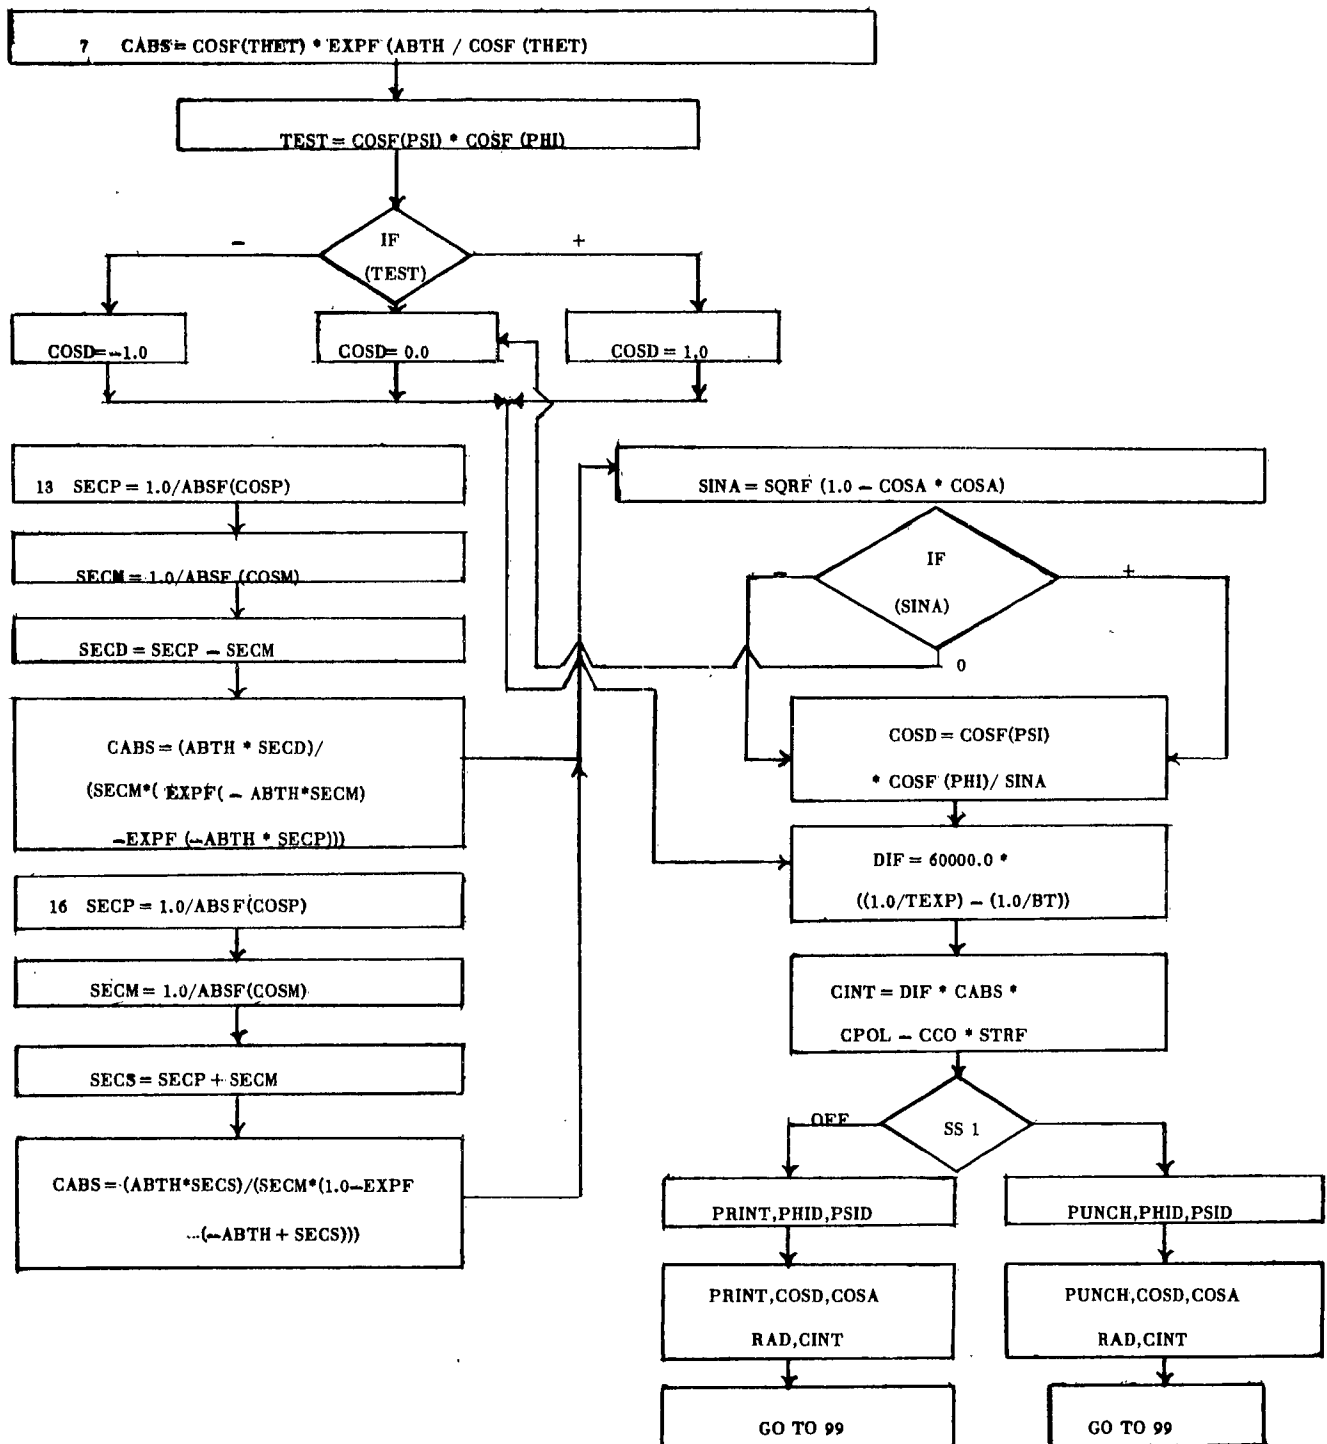 7 CABS= COSF(THET) * EXPF (ABTH / COSF (THET)
TEST = COSF(PSI) * COSF (PHI)
IF
(TEST)
-
+
COSD= -1.0
COSD= 0.0
COSD = 1.0
13 SECP = 1.0/ABSF(COSP)
SECM = 1.0/ABSF (COSM)
SECD = SECP - SECM
CABS = (ABTH * SECD)/
(SECM*( EXPF( - ABTH*SECM)
-EXPF (-ABTH * SECP)))
16 SECP = 1.0/ABSF(COSP)
SECM = 1.0/ABSF(COSM)
SECS = SECP + SECM
CABS = (ABTH*SECS)/(SECM*(1.0-EXPF
(-ABTH + SECS)))
SINA = SQRF (1.0 - COSA * COSA)
IF
(SINA)
-
+
0
COSD = COSF(PSI)
* COSF (PHI)/ SINA
DIF = 60000.0 *
((1.0/TEXP) - (1.0/BT))
CINT = DIF * CABS *
CPOL - CCO * STRF
OFF
SS 1
PRINT,PHID,PSID
PRINT,COSD,COSA
RAD,CINT
GO TO 99
PUNCH,PHID,PSID
PUNCH,COSD,COSA
RAD,CINT
GO TO 99